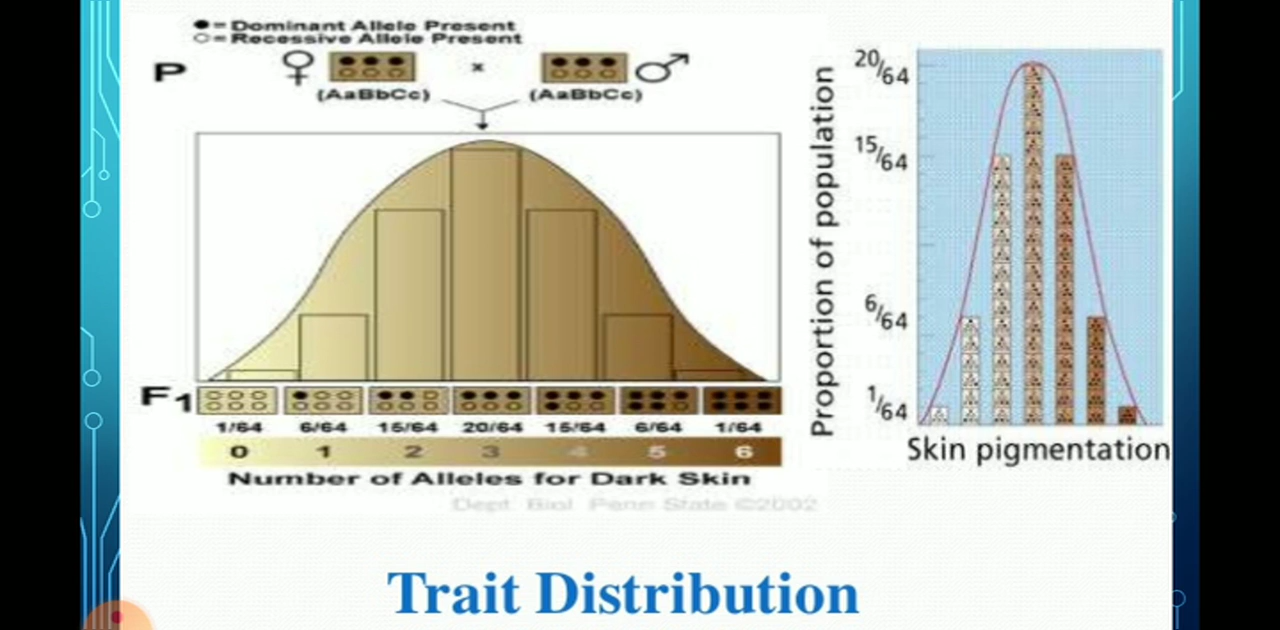 ●=Dominant Allele Present
○=Recessive Allele Present
P ♀ × ♂
(AaBbCc) (AaBbCc)
F1
1/64 6/64 15/64 20/64 15/64 6/64 1/64
0 1 2 3 4 5 6
Number of Alleles for Dark Skin
Dept Biol Penn State ©2002
Proportion of population
20/64
15/64
6/64
1/64
Skin pigmentation
Trait Distribution